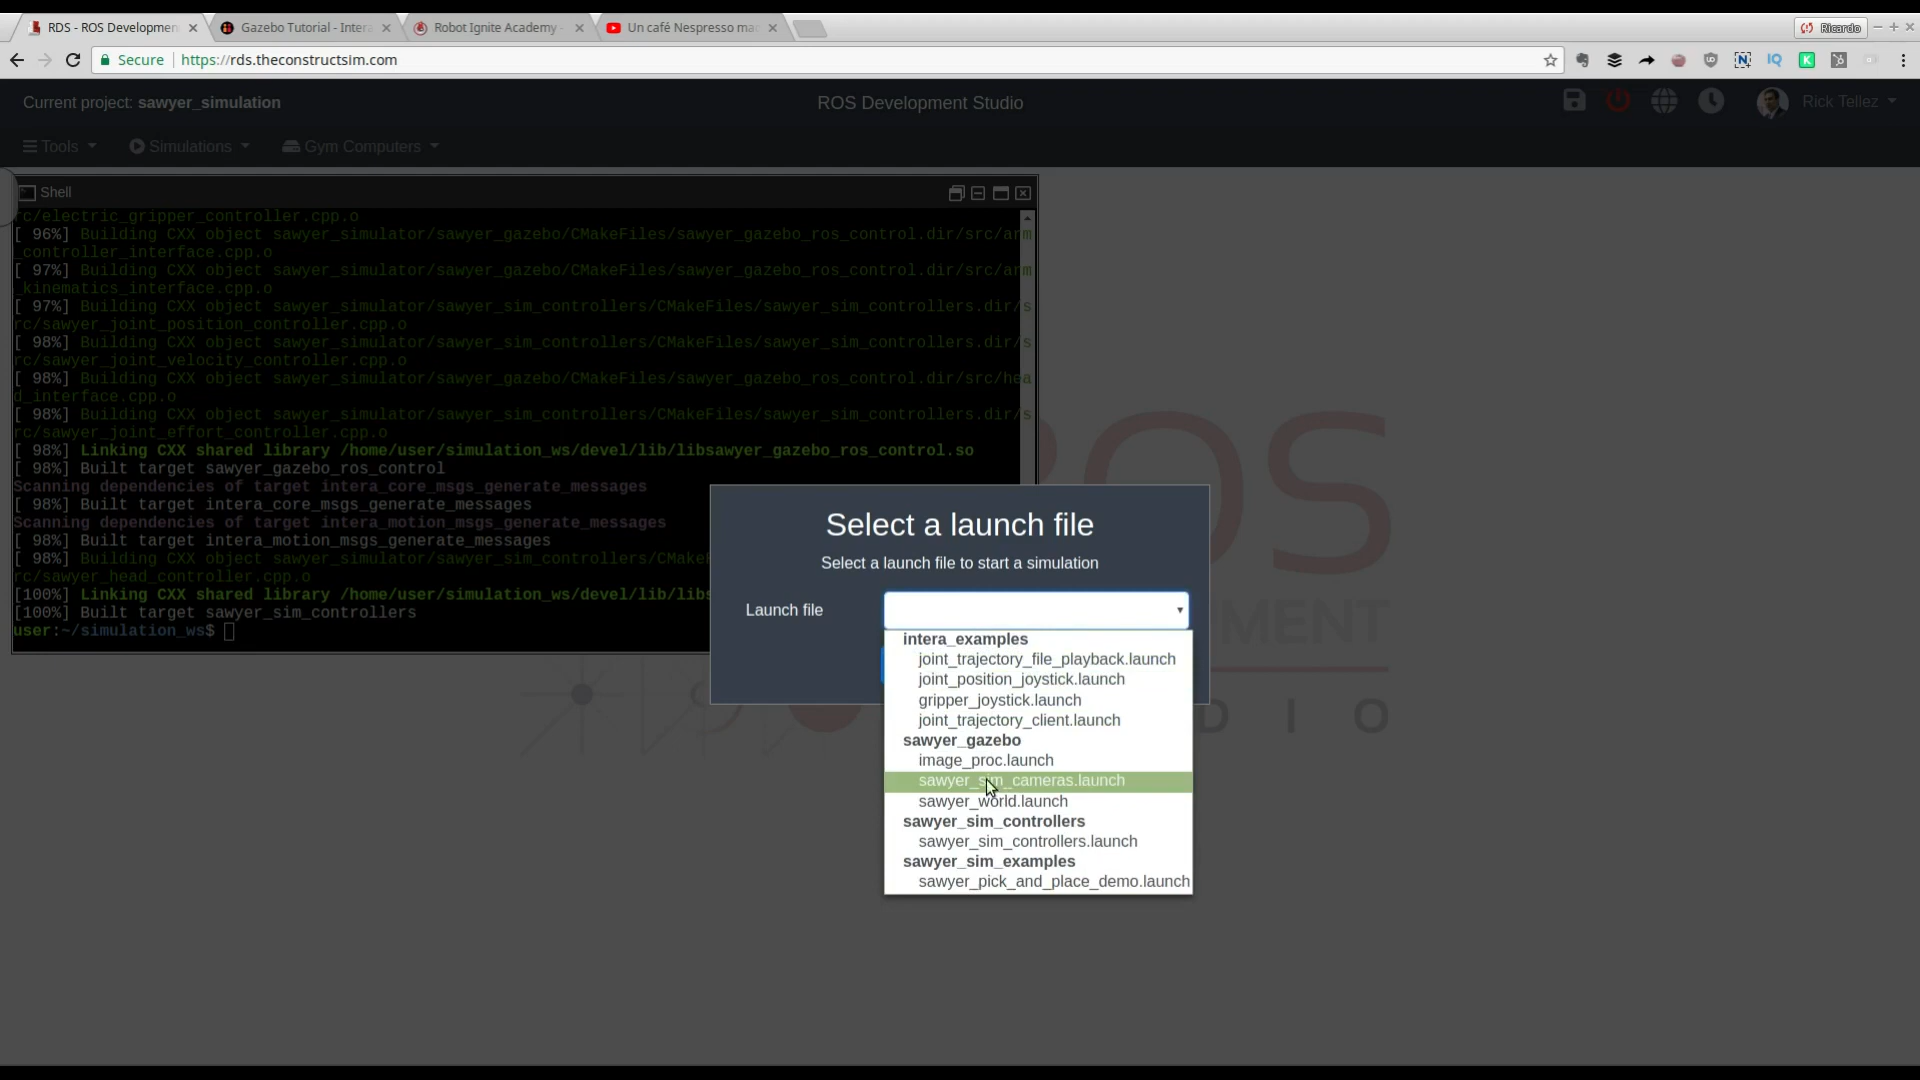 RDS - ROS Developmen
Gazebo Tutorial - Intera
Robot Ignite Academy -
Un café Nespresso ma
Ricardo
Secure https://rds.theconstructsim.com
Current project: sawyer_simulation
ROS Development Studio
Rick Tellez
Tools
Simulations
Gym Computers
Shell
rc/electric_gripper_controller.cpp.o
[ 96%] Building CXX object sawyer_simulator/sawyer_gazebo/CMakeFiles/sawyer_gazebo_ros_control.dir/src/arm
_controller_interface.cpp.o
[ 97%] Building CXX object sawyer_simulator/sawyer_gazebo/CMakeFiles/sawyer_gazebo_ros_control.dir/src/arm
_kinematics_interface.cpp.o
[ 97%] Building CXX object sawyer_simulator/sawyer_sim_controllers/CMakeFiles/sawyer_sim_controllers.dir/s
rc/sawyer_joint_position_controller.cpp.o
[ 98%] Building CXX object sawyer_simulator/sawyer_sim_controllers/CMakeFiles/sawyer_sim_controllers.dir/s
rc/sawyer_joint_velocity_controller.cpp.o
[ 98%] Building CXX object sawyer_simulator/sawyer_gazebo/CMakeFiles/sawyer_gazebo_ros_control.dir/src/hea
d_interface.cpp.o
[ 98%] Building CXX object sawyer_simulator/sawyer_sim_controllers/CMakeFiles/sawyer_sim_controllers.dir/s
rc/sawyer_joint_effort_controller.cpp.o
[ 98%] Linking CXX shared library /home/user/simulation_ws/devel/lib/libsawyer_gazebo_ros_control.so
[ 98%] Built target sawyer_gazebo_ros_control
Scanning dependencies of target intera_core_msgs_generate_messages
[ 98%] Built target intera_core_msgs_generate_messages
Scanning dependencies of target intera_motion_msgs_generate_messages
[ 98%] Built target intera_motion_msgs_generate_messages
[ 98%] Building CXX object sawyer_simulator/sawyer_sim_controllers/CMakeF
rc/sawyer_head_controller.cpp.o
[100%] Linking CXX shared library /home/user/simulation_ws/devel/lib/libs
[100%] Built target sawyer_sim_controllers
user:~/simulation_ws$
Select a launch file
Select a launch file to start a simulation
Launch file
intera_examples
joint_trajectory_file_playback.launch
joint_position_joystick.launch
gripper_joystick.launch
joint_trajectory_client.launch
sawyer_gazebo
image_proc.launch
sawyer_sim_cameras.launch
sawyer_world.launch
sawyer_sim_controllers
sawyer_sim_controllers.launch
sawyer_sim_examples
sawyer_pick_and_place_demo.launch
ROS
MENT
D I O